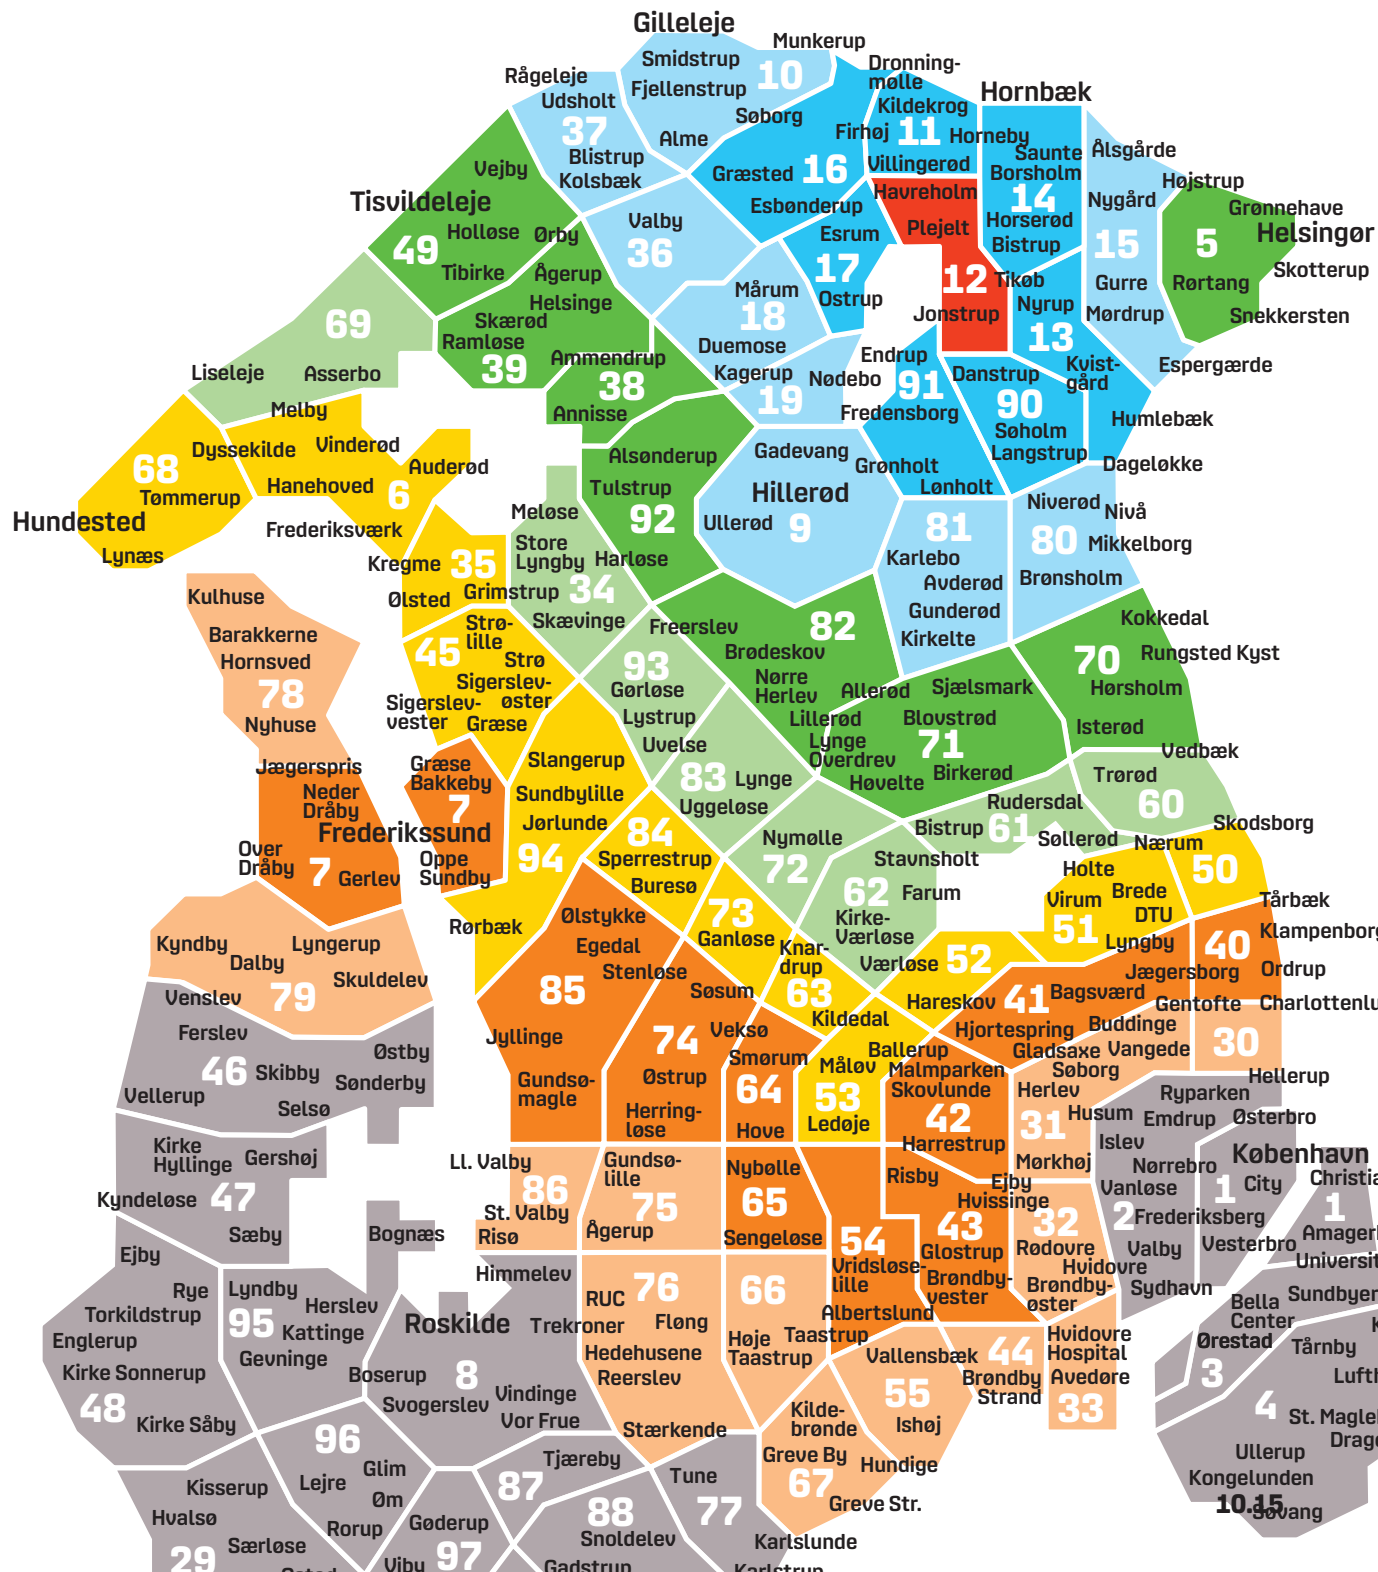 Gilleleje
Munkerup
Smidstrup
10
Fjellenstrup
Søborg
Alme
Rågeleje
Udsholt
37
Blistrup
Kolsbæk
Dronning-
mølle
Kildekrog
Firhøj
11
Horneby
Villingerød
Hornbæk
Saunte
Borsholm
14
Horserød
Bistrup
Ålsgårde
Højstrup
Nygård
15
Gurre
Mørdrup
Espergærde
Grønnehave
Helsingør
5
Skotterup
Rørtang
Snekkersten
Græsted
16
Esbønderup
Esrum
17
Ostrup
Havreholm
Plejelt
12
Jonstrup
Tikøb
Nyrup
13
Kvist-
gård
Humlebæk
Vejby
Tisvildeleje
Holløse
Ørby
49
Tibirke
Valby
36
Ågerup
Helsinge
Skærød
Ramløse
39
Mårum
18
Duemose
Kagerup
Nødebo
19
Ammendrup
38
Annisse
69
Liseleje
Asserbo
Endrup
91
Fredensborg
Grønholt
Lønholt
Danstrup
90
Søholm
Langstrup
Dageløkke
Melby
Dyssekilde
Vinderød
68
Auderød
Tømmerup
Hanehoved
6
Hundested
Frederiksværk
Lynæs
Alsønderup
Tulstrup
92
Harløse
Gadevang
Hillerød
Ullerød
9
81
Karlebo
Avderød
Gunderød
Kirkelte
Niverød
Nivå
80
Mikkelborg
Brønsholm
Meløse
Store
Lyngby
34
Skævinge
Kregme
35
Ølsted
Grimstrup
Kulhuse
Barakkerne
Hornsved
78
Nyhuse
Strø-
lille
45
Strø
Sigerslev-
øster
Sigerslev-
vester
Græse
Freerslev
93
Gørløse
Lystrup
Uvelse
82
Brødeskov
Nørre
Herlev
Lillerød
Lynge
Overdrev
Kokkedal
70
Rungsted Kyst
Hørsholm
Isterød
Allerød
Sjælsmark
Blovstrød
71
Høvelte
Birkerød
Vedbæk
Trørød
60
Jægerspris
Neder
Dråby
Frederikssund
Over
Dråby
7
Gerlev
Græse
Bakkeby
7
Oppe
Sundby
Slangerup
Sundbylille
Jørlunde
94
Rørbæk
83
Lynge
Uggeløse
84
Sperrestrup
Buresø
Nymølle
72
Rudersdal
Bistrup
61
Søllerød
Stavnsholt
62
Farum
Kirke-
Værløse
Skodsborg
Nærum
50
Holte
Virum
Brede
DTU
51
Lyngby
Tårbæk
Klampenborg
40
Ordrup
Jægersborg
Kyndby
Lyngerup
Dalby
79
Skuldelev
Ølstykke
Egedal
Stenløse
85
Jyllinge
Gundsø-
magle
73
Ganløse
Knar-
drup
63
Kildedal
Værløse
52
Hareskov
41
Bagsværd
Hjortespring
Buddinge
Gladsaxe
Gentofte
Charlottenlu
Vangede
30
Hellerup
Venslev
Ferslev
Østby
46
Skibby
Sønderby
Vellerup
Selsø
Søsum
Veksø
74
Østrup
Herring-
løse
Smørum
64
Hove
Måløv
53
Ledøje
Ballerup
Malmparken
Skovlunde
42
Harrestrup
Søborg
Herlev
31
Mørkhøj
Husum
Islev
Ryparken
Emdrup
Østerbro
Nørrebro
Vanløse
2
Frederiksberg
Valby
Sydhavn
København
1
City
Vesterbro
Christia
1
Amager
Universit
Kirke
Hyllinge
Gershøj
Kyndeløse
47
Sæby
Ll. Valby
86
St. Valby
Risø
Gundsø-
lille
75
Ågerup
Nybølle
65
Sengeløse
Risby
Ejby
Hvissinge
43
Glostrup
Brøndby-
vester
32
Rødovre
Hvidovre
Brøndby-
øster
54
Vridsløse-
lille
Albertslund
Bognæs
Ejby
Rye
Torkildstrup
Englerup
Kirke Sonnerup
48
Kirke Såby
Lyndby
Herslev
95
Kattinge
Gevninge
Himmelev
Roskilde
Trekroner
Boserup
8
Svogerslev
Vindinge
Vor Frue
RUC
76
Fløng
Hedehusene
Reerslev
Stærkende
66
Høje
Taastrup
Taastrup
Vallensbæk
55
Ishøj
44
Brøndby
Strand
Hvidovre
Hospital
Avedøre
33
Bella
Center
Sundbyer
Ørestad
3
Tårnby
Lufth
4
St. Magle
Drag
Ullerup
Kongelunden
10.15
Søvang
Kilde-
brønde
Greve By
67
Hundige
Greve Str.
Kisserup
Hvalsø
Særløse
29
96
Glim
Lejre
Øm
Rorup
Tjæreby
87
88
Snoldelev
Gadstrup
Gøderup
97
Viby
Tune
77
Karlslunde
Karlstrup